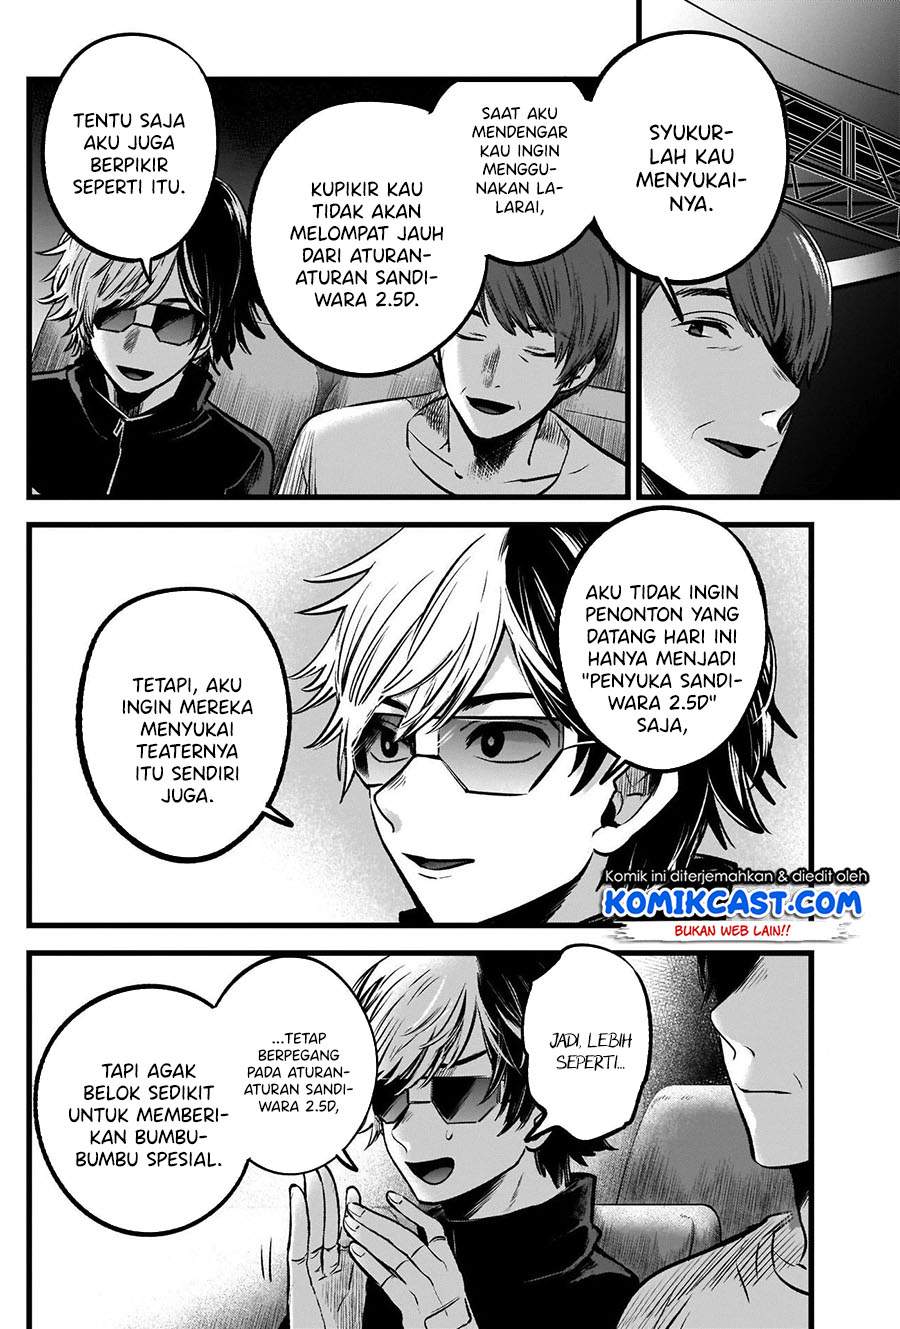 SYUKUR-
LAH KAU
MENYUKAI-
NYA.
SAAT AKU
MENDENGAR
KAU INGIN
MENGGU-
NAKAN LA-
LARAI,
KUPIKIR KAU
TIDAK AKAN
MELOMPAT JAUH
DARI ATURAN-
ATURAN SANDI-
WARA 2.5D.
TENTU SAJA
AKU JUGA
BERPIKIR
SEPERTI ITU.
AKU TIDAK INGIN
PENONTON YANG
DATANG HARI INI
HANYA MENJADI
"PENYUKA SANDI-
WARA 2.5D"
SAJA,
TETAPI, AKU
INGIN MEREKA
MENYUKAI
TEATERNYA
ITU SENDIRI
JUGA.
Komik ini diterjemahkan & diedit oleh
KOMIKCAST.COM
BUKAN WEB LAIN!!
JADI, LEBIH
SEPERTI...
...TETAP
BERPEGANG
PADA ATURAN-
ATURAN SANDI-
WARA 2.5D,
TAPI AGAK
BELOK SEDIKIT
UNTUK MEMBERI-
KAN BUMBU-
BUMBU SPESIAL.